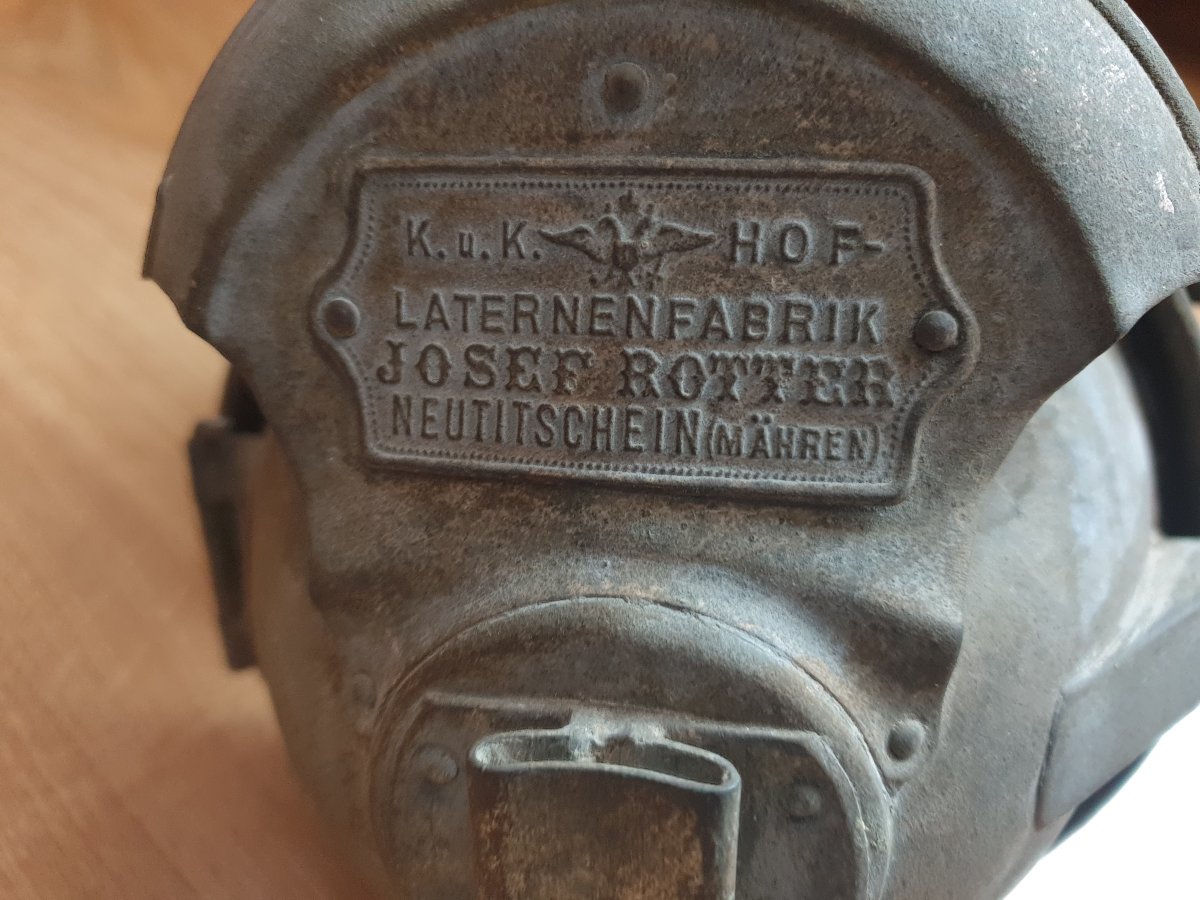 K. u. K. HOF-
LATERNENFABRIK
JOSEF ROTTER
NEUTITSCHEIN (MÄHREN)